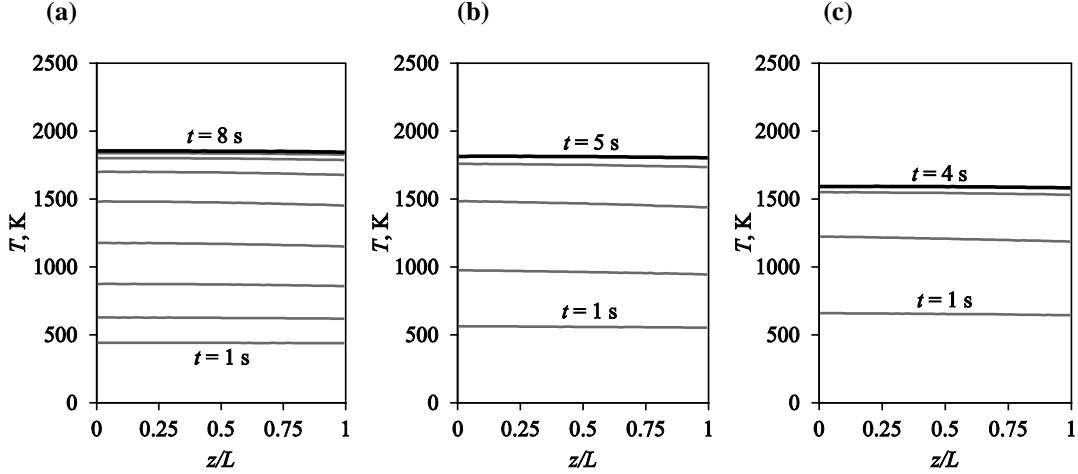 (a)
2500
2000
1500
1000
500
0
T, K
t = 8 s
t = 1 s
0 0.25 0.5 0.75 1
z/L
(b)
2500
2000
1500
1000
500
0
T, K
t = 5 s
t = 1 s
0 0.25 0.5 0.75 1
z/L
(c)
2500
2000
1500
1000
500
0
T, K
t = 4 s
t = 1 s
0 0.25 0.5 0.75 1
z/L